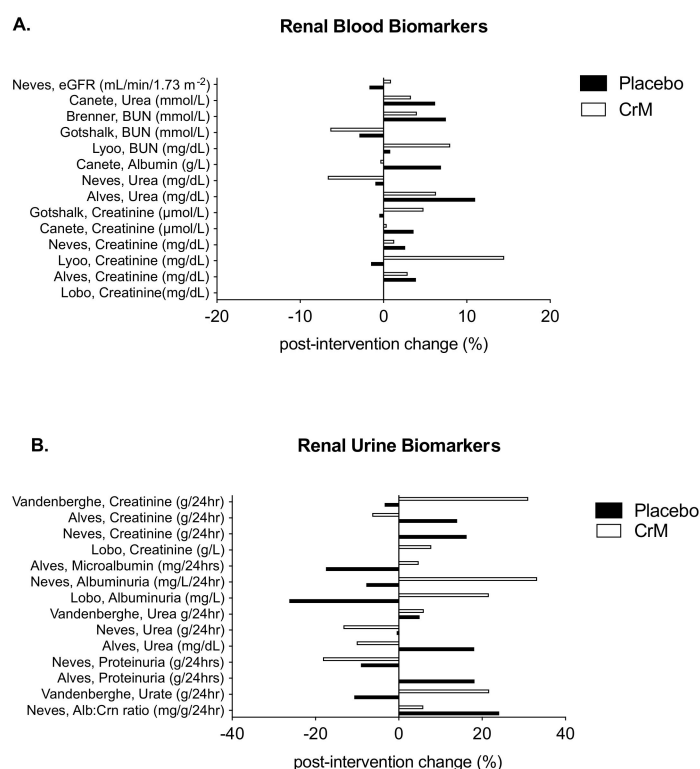 A.
Renal Blood Biomarkers
Neves, eGFR (mL/min/1.73 m-2)
Canete, Urea (mmol/L)
Brenner, BUN (mmol/L)
Gotshalk, BUN (mmol/L)
Lyoo, BUN (mg/dL)
Canete, Albumin (g/L)
Neves, Urea (mg/dL)
Alves, Urea (mg/dL)
Gotshalk, Creatinine (µmol/L)
Canete, Creatinine (µmol/L)
Neves, Creatinine (mg/dL)
Lyoo, Creatinine (mg/dL)
Alves, Creatinine (mg/dL)
Lobo, Creatinine(mg/dL)
Placebo
CrM
-20 -10 0 10 20
post-intervention change (%)
B.
Renal Urine Biomarkers
Vandenberghe, Creatinine (g/24hr)
Alves, Creatinine (g/24hr)
Neves, Creatinine (g/24hr)
Lobo, Creatinine (g/L)
Alves, Microalbumin (mg/24hrs)
Neves, Albuminuria (mg/L/24hr)
Lobo, Albuminuria (mg/L)
Vandenberghe, Urea g/24hr)
Neves, Urea (g/24hr)
Alves, Urea (mg/dL)
Neves, Proteinuria (g/24hrs)
Alves, Proteinuria (g/24hrs)
Vandenberghe, Urate (g/24hr)
Neves, Alb:Crn ratio (mg/g/24hr)
Placebo
CrM
-40 -20 0 20 40
post-intervention change (%)